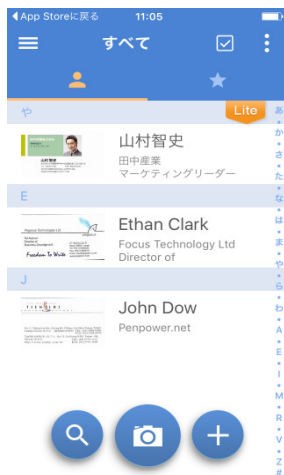 App Storeに戻る 11:05
すべて
や
Lite
山村智史
田中産業
マーケティングリーダー
E
Ethan Clark
Focus Technology Ltd
Director of
Freedom To Write
J
John Dow
Penpower.net
あ
か
さ
た
な
は
ま
や
ら
わ
A
E
I
M
R
V
Z
#